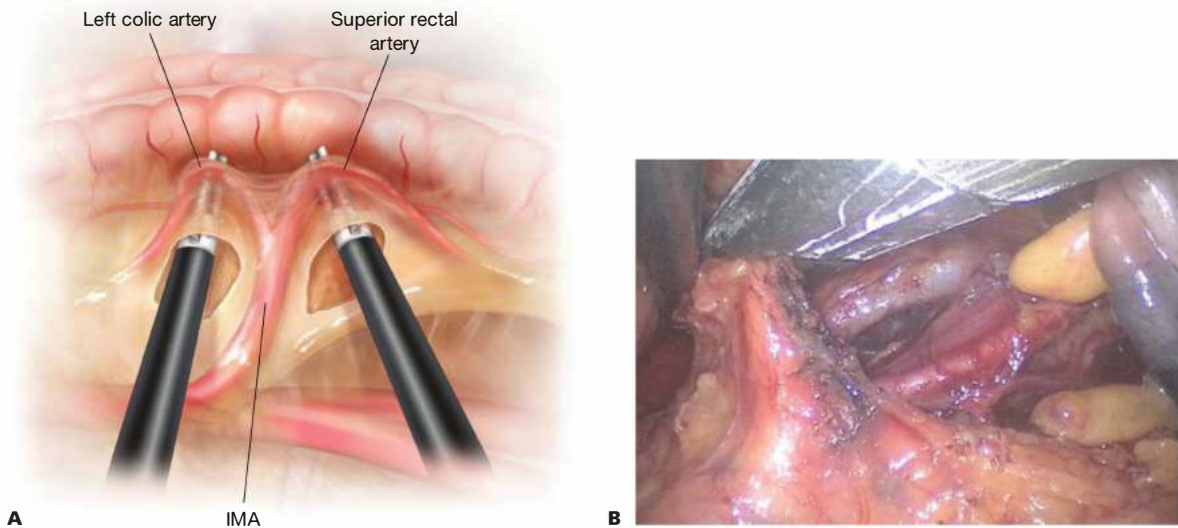 Left colic artery
Superior rectal
artery
A
IMA
B